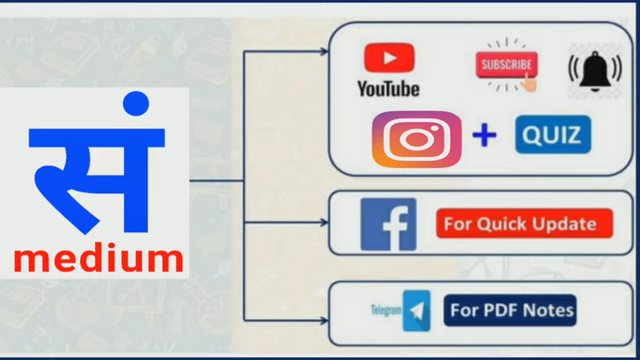 सं
medium
YouTube
SUBSCRIBE
+ QUIZ
For Quick Update
Telegram
For PDF Notes